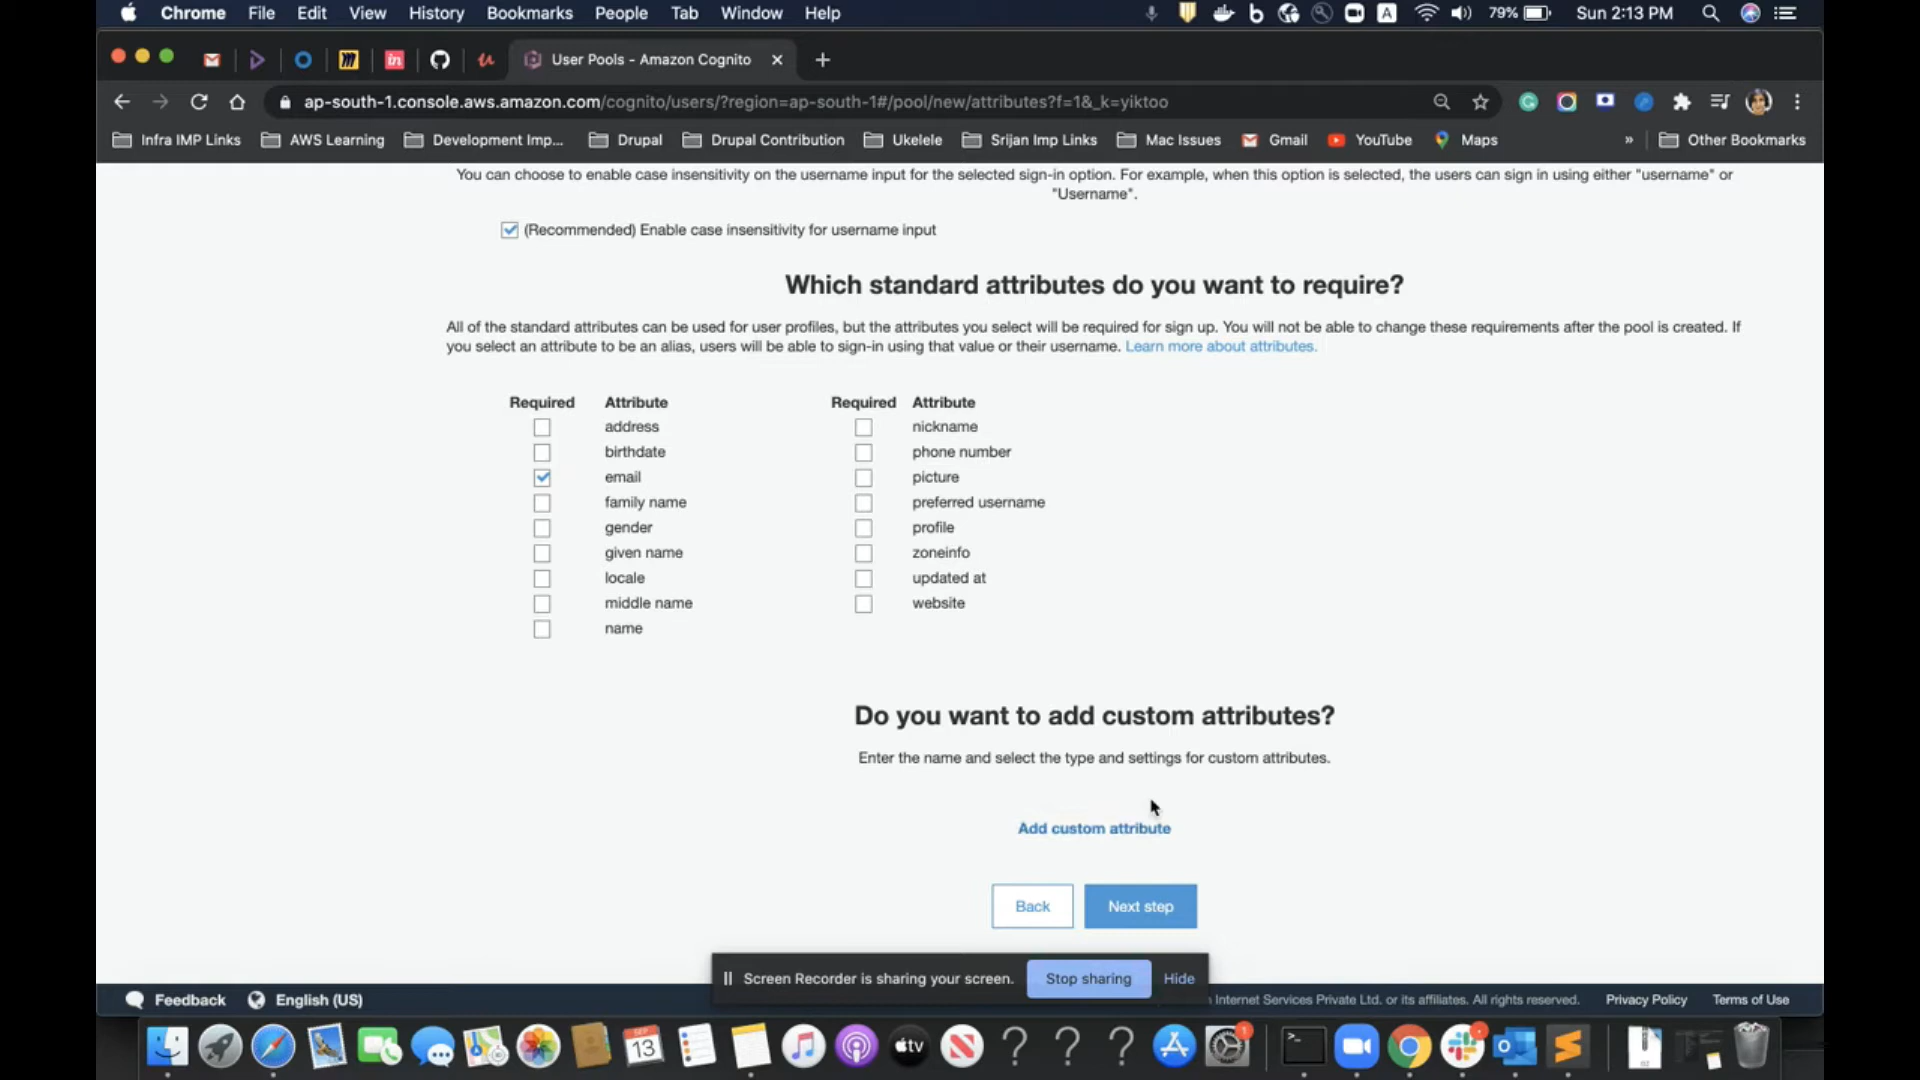 Chrome File Edit View History Bookmarks People Tab Window Help 79% Sun 2:13 PM
User Pools - Amazon Cognito
ap-south-1.console.aws.amazon.com/cognito/users/?region=ap-south-1#/pool/new/attributes?f=1&_k=yiktoo
Infra IMP Links AWS Learning Development Imp... Drupal Drupal Contribution Ukelele Srijan Imp Links Mac Issues Gmail YouTube Maps » Other Bookmarks
You can choose to enable case insensitivity on the username input for the selected sign-in option. For example, when this option is selected, the users can sign in using either "username" or
"Username".
(Recommended) Enable case insensitivity for username input
Which standard attributes do you want to require?
All of the standard attributes can be used for user profiles, but the attributes you select will be required for sign up. You will not be able to change these requirements after the pool is created. If
you select an attribute to be an alias, users will be able to sign-in using that value or their username. Learn more about attributes.
Required Attribute Required Attribute
address nickname
birthdate phone number
email picture
family name preferred username
gender profile
given name zoneinfo
locale updated at
middle name website
name
Do you want to add custom attributes?
Enter the name and select the type and settings for custom attributes.
Add custom attribute
Back Next step
Screen Recorder is sharing your screen. Stop sharing Hide
Feedback English (US) Internet Services Private Ltd. or its affiliates. All rights reserved. Privacy Policy Terms of Use
SEP
13
tv
1